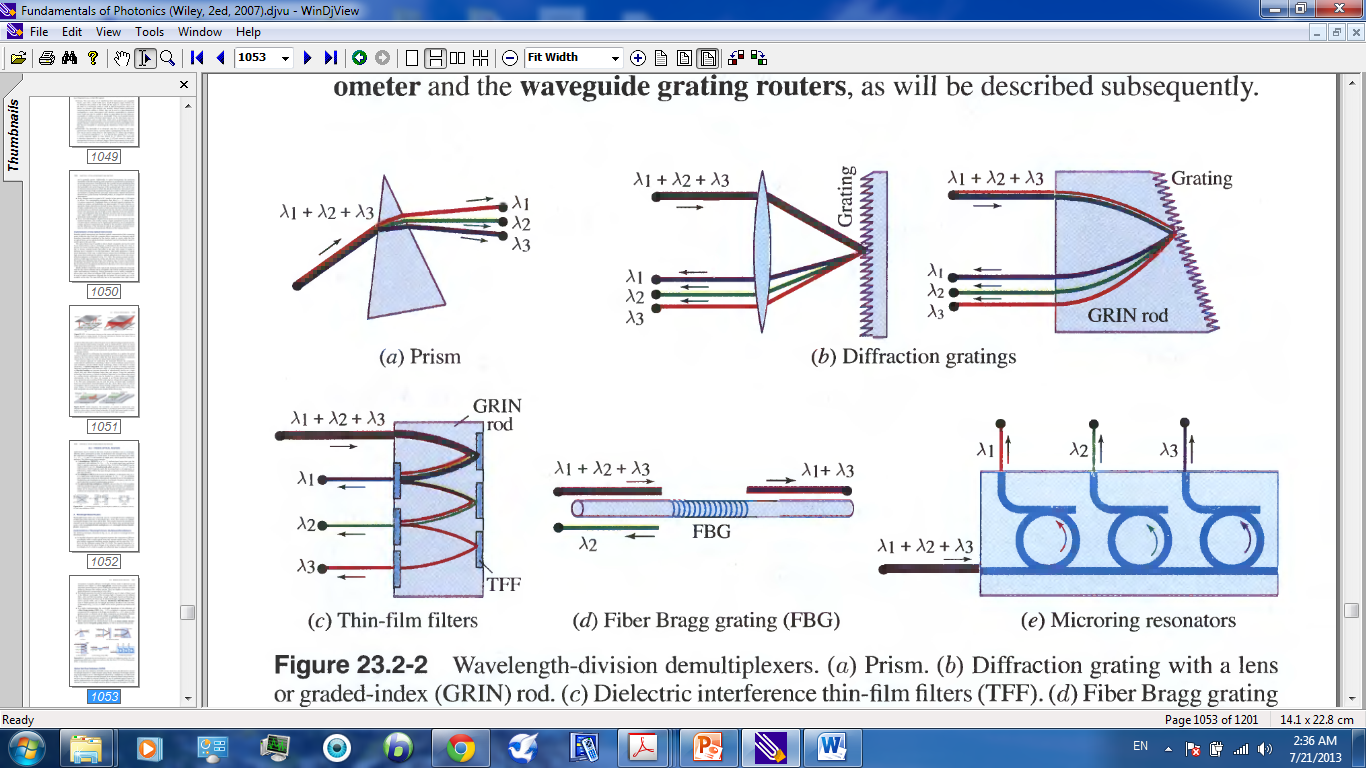 Fundamentals of Photonics (Wiley, 2ed, 2007).djvu - WinDjView
File Edit View Tools Window Help
1053 Fit Width
Thumbnails
1049
1050
1051
1052
1053
ometer and the waveguide grating routers, as will be described subsequently.
λ1 + λ2 + λ3
λ1
λ2
λ3
(a) Prism
λ1 + λ2 + λ3
Grating
λ1
λ2
λ3
λ1 + λ2 + λ3
Grating
λ1
λ2
λ3
GRIN rod
(b) Diffraction gratings
λ1 + λ2 + λ3
GRIN
rod
λ1
λ2
λ3
TFF
(c) Thin-film filters
λ1 + λ2 + λ3
λ1+ λ3
FBG
λ2
(d) Fiber Bragg grating (FBG)
λ1
λ2
λ3
λ1 + λ2 + λ3
(e) Microring resonators
Figure 23.2-2 Wavelength-division demultiplexers. (a) Prism. (b) Diffraction grating with a lens
or graded-index (GRIN) rod. (c) Dielectric interference thin-film filters (TFF). (d) Fiber Bragg grating
Ready
Page 1053 of 1201 14.1 x 22.8 cm
EN
2:36 AM
7/21/2013